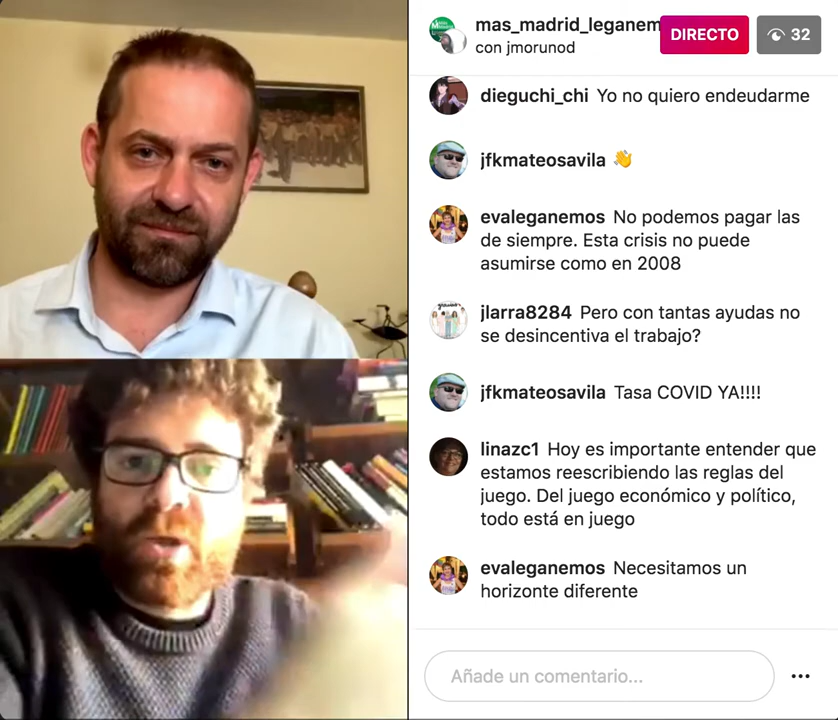 mas_madrid_leganem
DIRECTO
32
con jmorunod
dieguchi_chi Yo no quiero endeudarme
jfkmateosavila 👋
evaleganemos No podemos pagar las
de siempre. Esta crisis no puede
asumirse como en 2008
jlarra8284 Pero con tantas ayudas no
se desincentiva el trabajo?
jfkmateosavila Tasa COVID YA!!!!
linazc1 Hoy es importante entender que
estamos reescribiendo las reglas del
juego. Del juego económico y político,
todo está en juego
evaleganemos Necesitamos un
horizonte diferente
Añade un comentario...